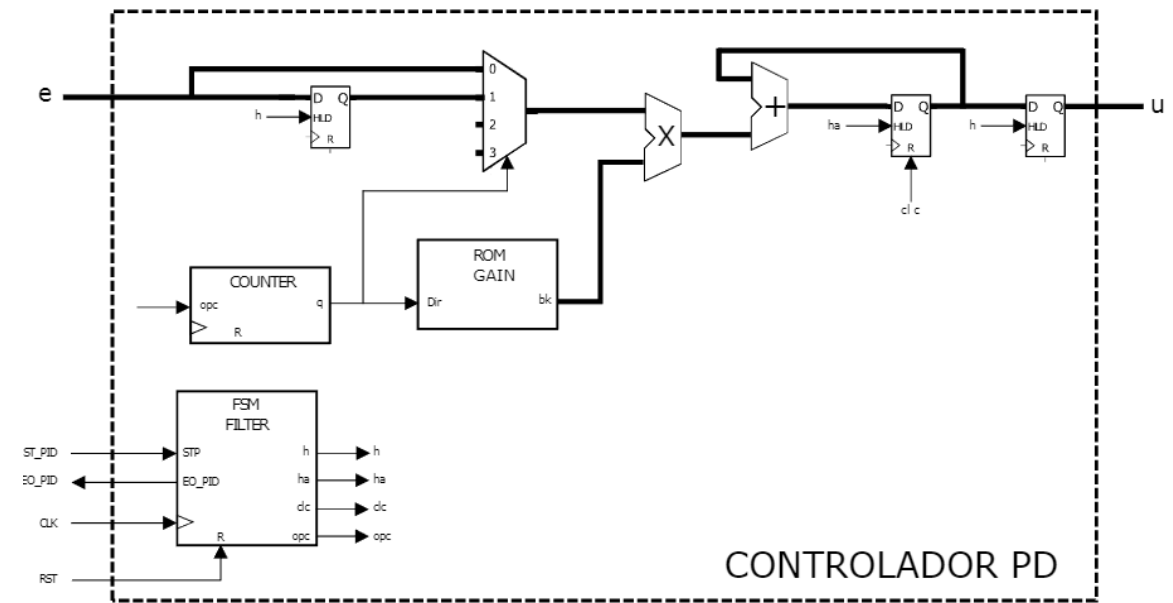 e
D Q
h HLD
R
0
1
2
3
X
+
D Q
ha HLD
R
clc
D Q
h HLD
R
u
COUNTER
opc q
R
ROM
GAIN
Dir bk
FSM
FILTER
ST_PID STP h h
EO_PID EO_PID ha ha
CLK clc clc
R opc opc
RST
CONTROLADOR PD